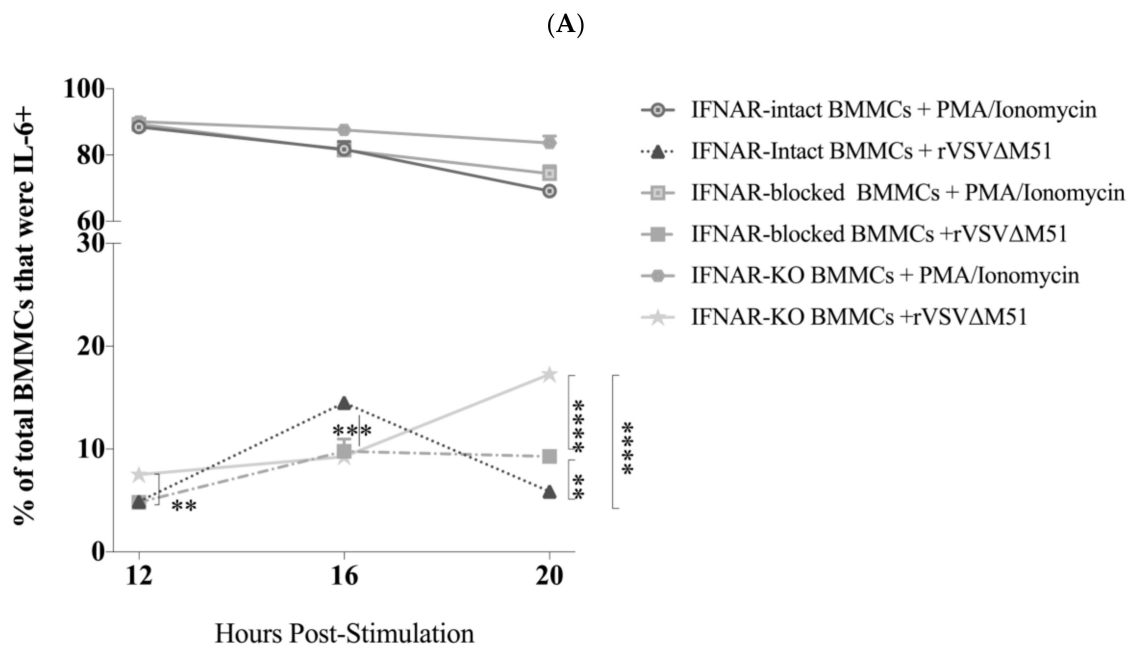 (A)
% of total BMMCs that were IL-6+
100
80
60
30
20
10
0
12
16
20
Hours Post-Stimulation
**
***
****
**
****
IFNAR-intact BMMCs + PMA/Ionomycin
IFNAR-Intact BMMCs + rVSVΔM51
IFNAR-blocked BMMCs + PMA/Ionomycin
IFNAR-blocked BMMCs +rVSVΔM51
IFNAR-KO BMMCs + PMA/Ionomycin
IFNAR-KO BMMCs +rVSVΔM51